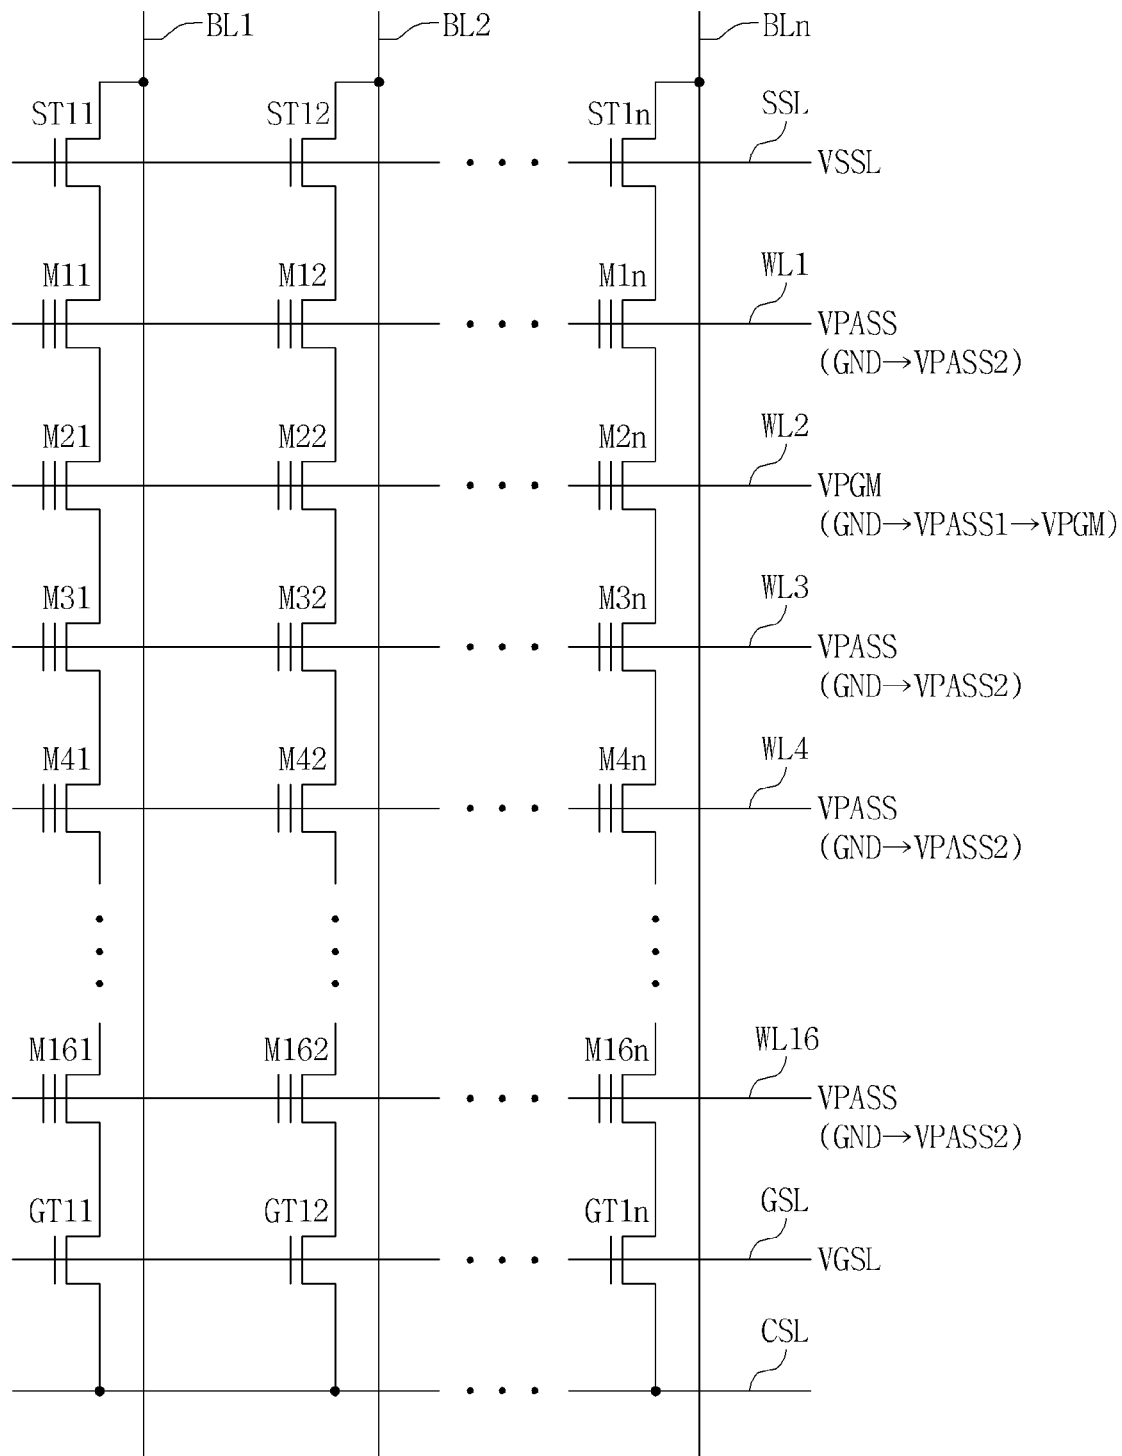 BL1 BL2 BLn
ST11 ST12 ST1n SSL
VSSL
M11 M12 M1n WL1
VPASS
(GND→VPASS2)
M21 M22 M2n WL2
VPGM
(GND→VPASS1→VPGM)
M31 M32 M3n WL3
VPASS
(GND→VPASS2)
M41 M42 M4n WL4
VPASS
(GND→VPASS2)
M161 M162 M16n WL16
VPASS
(GND→VPASS2)
GT11 GT12 GT1n GSL
VGSL
CSL